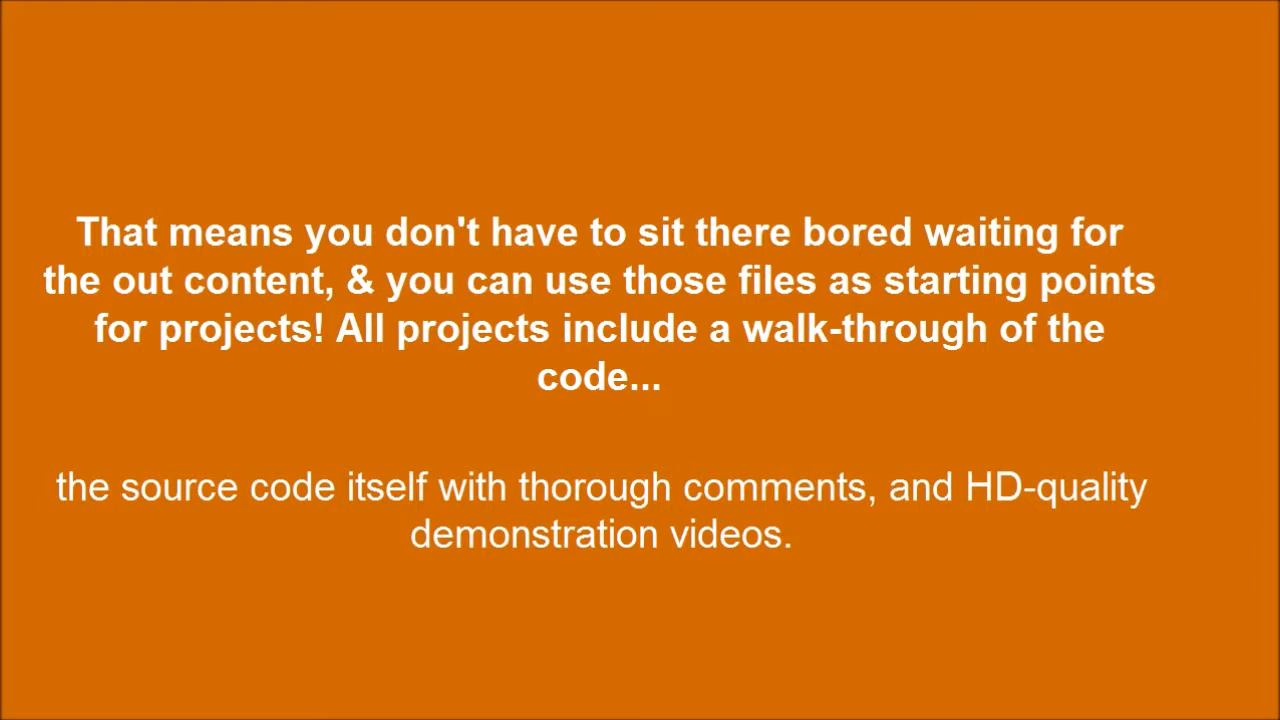 That means you don't have to sit there bored waiting for
the out content, & you can use those files as starting points
for projects! All projects include a walk-through of the
code...
the source code itself with thorough comments, and HD-quality
demonstration videos.